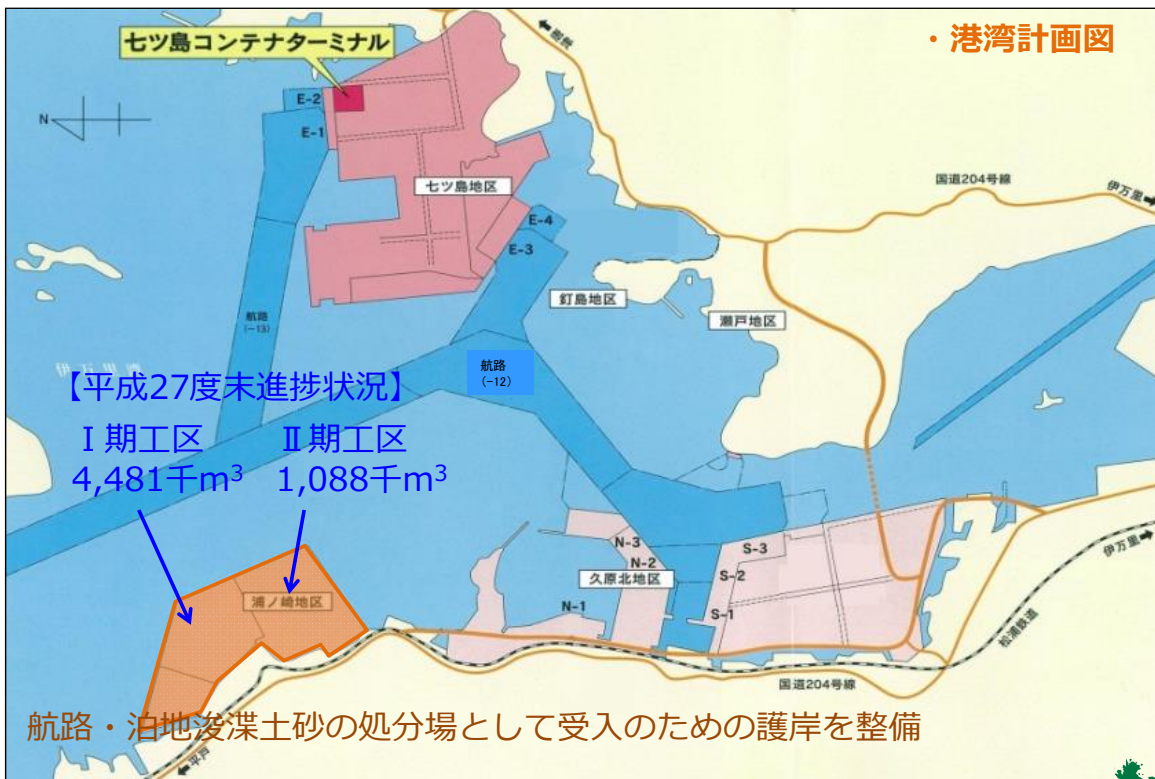 ・港湾計画図
七ツ島コンテナターミナル
唐津
N
E-2
E-1
七ツ島地区
国道204号線
伊万里
E-4
E-3
釘島地区
瀬戸地区
航路
(-13)
伊万里湾
航路
(-12)
【平成27度末進捗状況】
Ⅰ期工区 Ⅱ期工区
4,481千m³ 1,088千m³
N-3
N-2
S-3
久原北地区
S-2
N-1
S-1
浦ノ崎地区
伊万里
松浦鉄道
国道204号線
航路・泊地浚渫土砂の処分場として受入のための護岸を整備
平戸